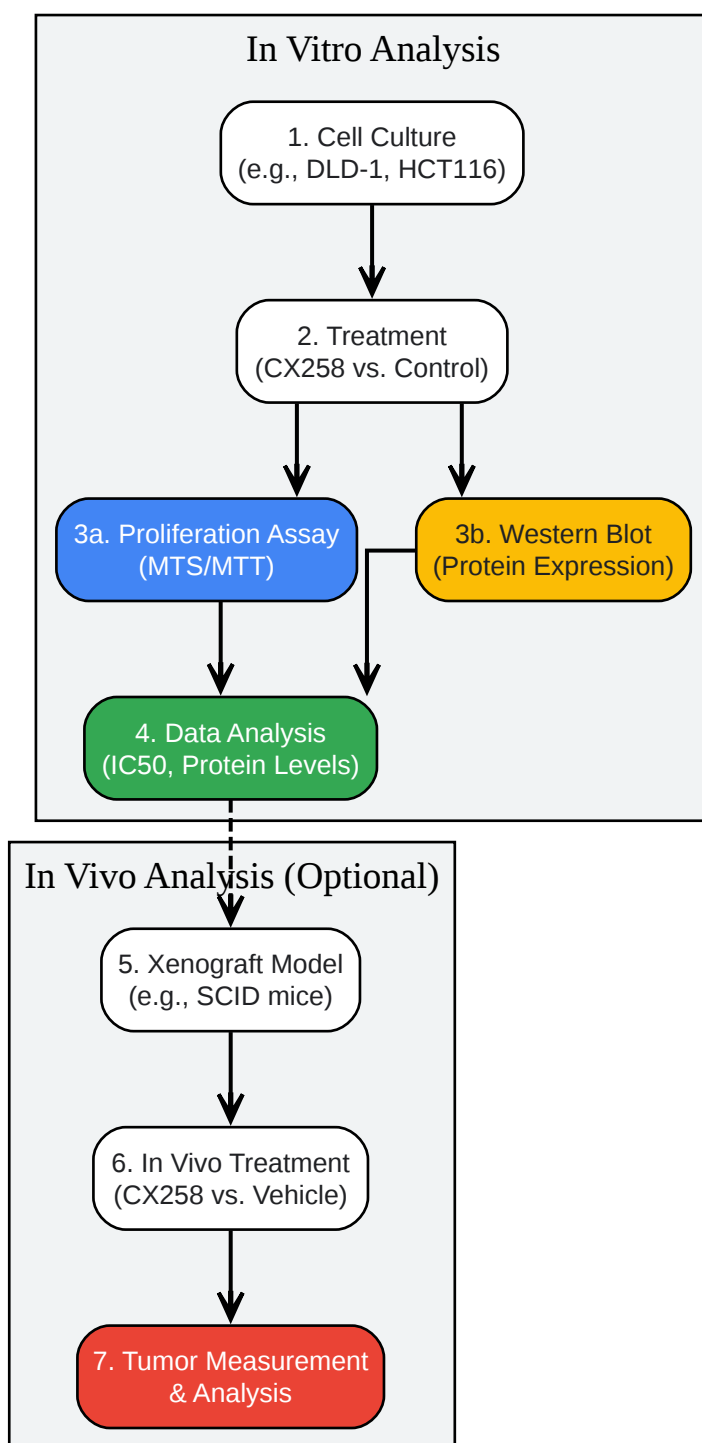 In Vitro Analysis
1. Cell Culture
(e.g., DLD-1, HCT116)
2. Treatment
(CX258 vs. Control)
3a. Proliferation Assay
(MTS/MTT)
3b. Western Blot
(Protein Expression)
4. Data Analysis
(IC50, Protein Levels)
In Vivo Analysis (Optional)
5. Xenograft Model
(e.g., SCID mice)
6. In Vivo Treatment
(CX258 vs. Vehicle)
7. Tumor Measurement
& Analysis